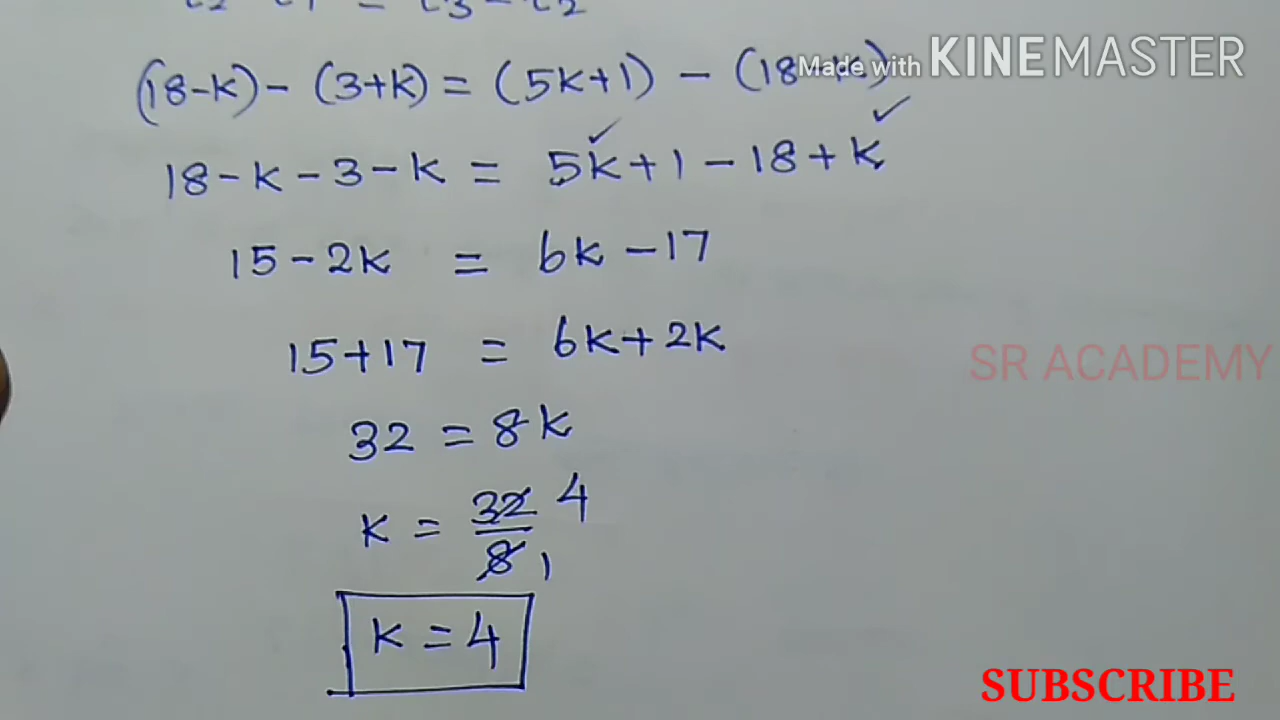 (18-k) - (3+k) = (5k+1) - (18-k)
Made with KINEMASTER
18-k-3-k = 5k+1-18+k
15-2k = 6k-17
15+17 = 6k+2k
SR ACADEMY
32 = 8k
k = 32/8 4 1
k = 4
SUBSCRIBE